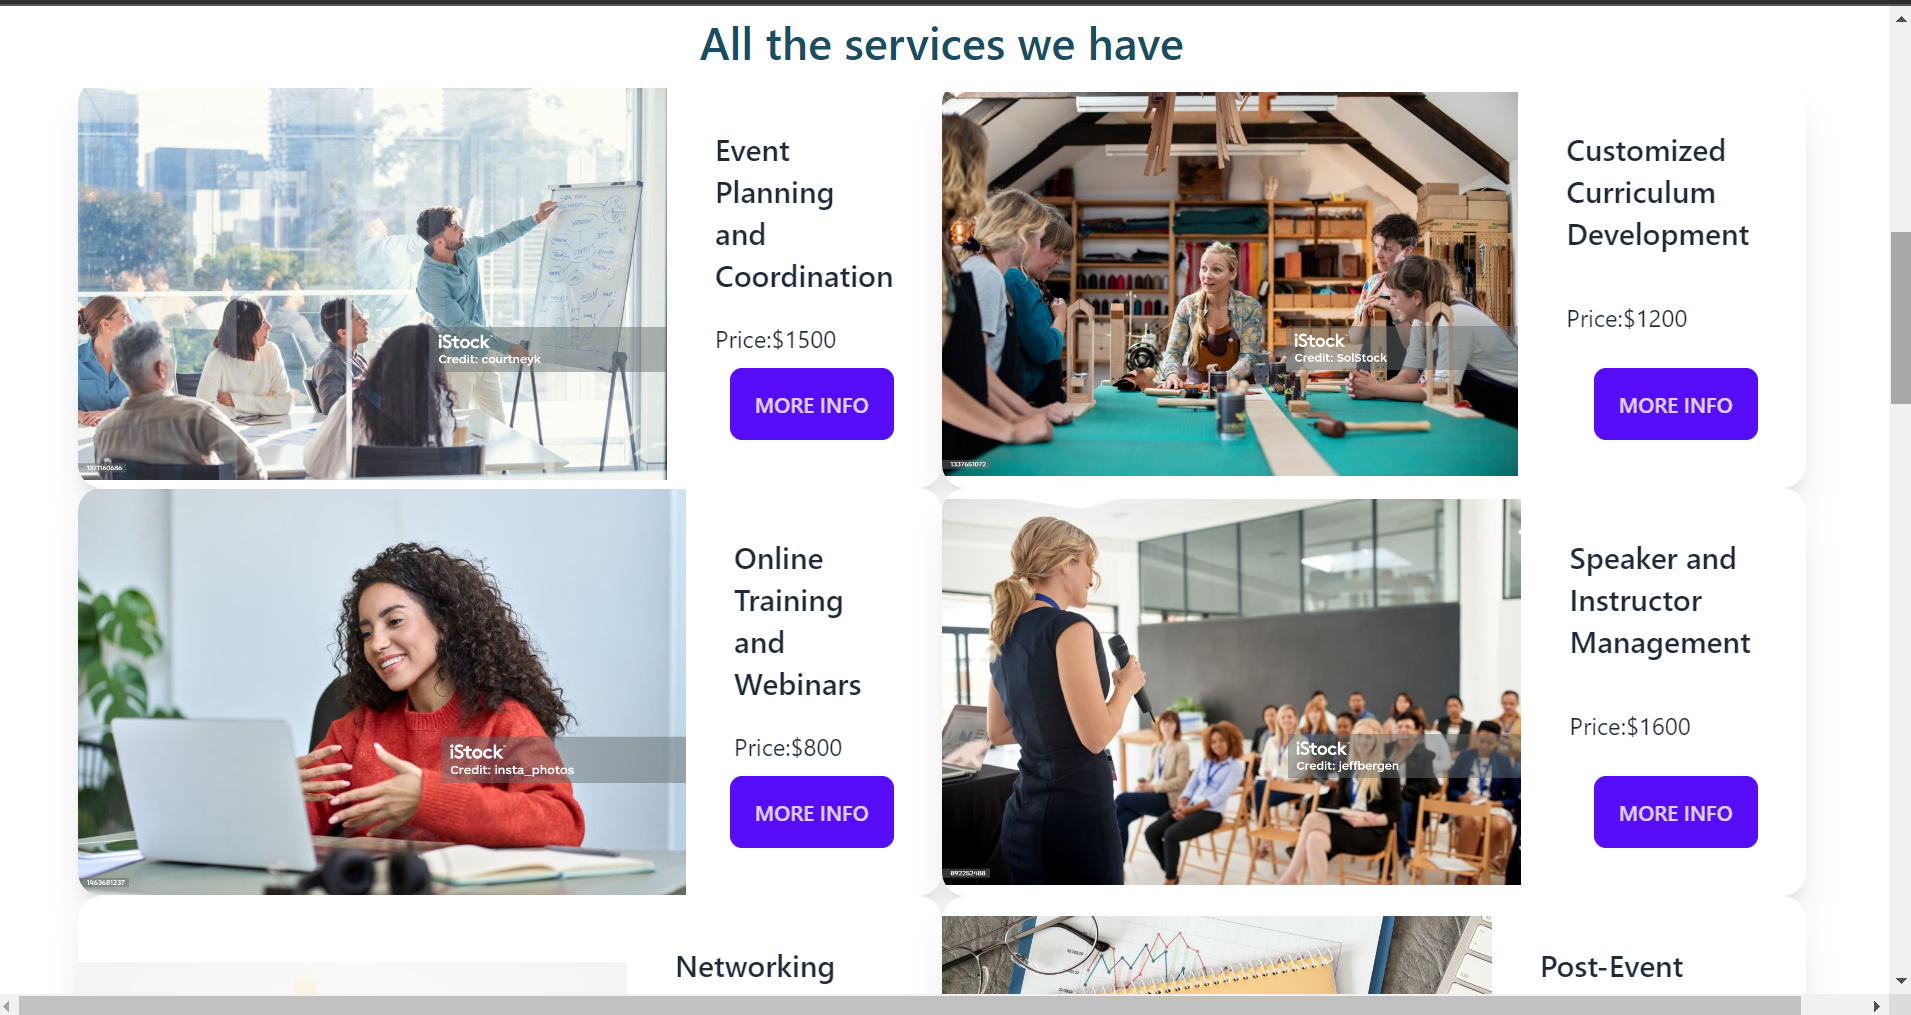 All the services we have
Event
Planning
and
Coordination
Price:$1500
MORE INFO
iStock
Credit: courtneyk
1371160686
Customized
Curriculum
Development
Price:$1200
MORE INFO
iStock
Credit: SolStock
1337651072
Online
Training
and
Webinars
Price:$800
MORE INFO
iStock
Credit: insta_photos
1463681237
Speaker and
Instructor
Management
Price:$1600
MORE INFO
iStock
Credit: jeffbergen
892252488
Networking
Post-Event